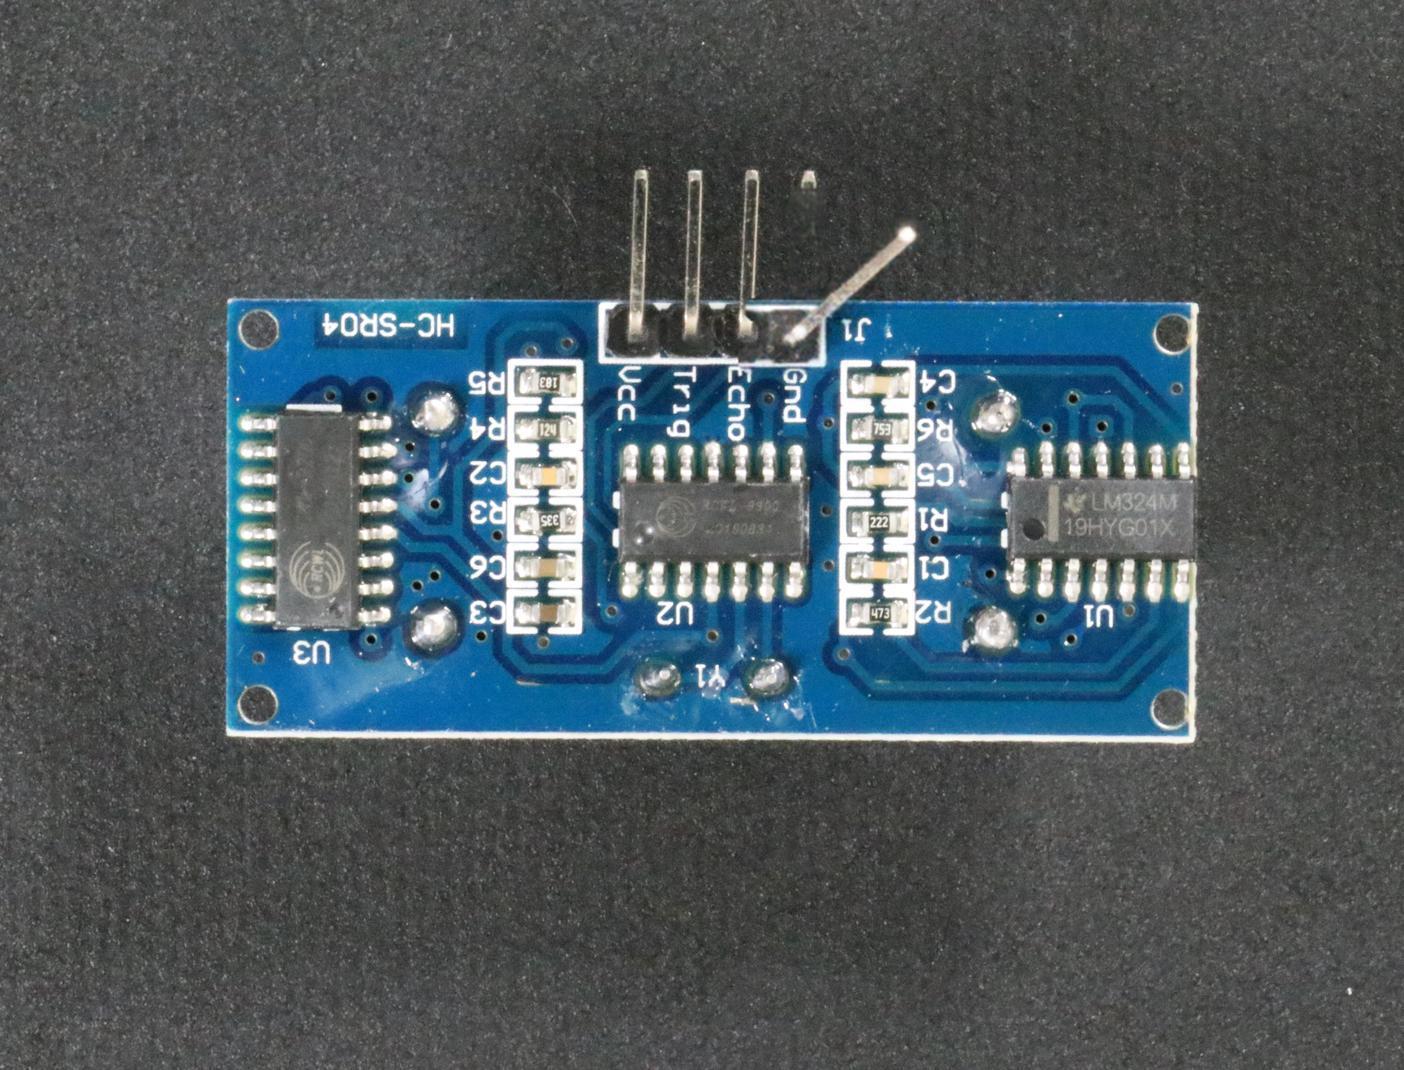 HC-SR04
J1
Vcc
Trig
Echo
Gnd
R5
183
R4
124
C2
R3
335
C6
C3
C4
R6
753
C5
R1
222
C1
R2
473
U3
RCWL
U2
Y1
U1
LM324M
19HYG01X